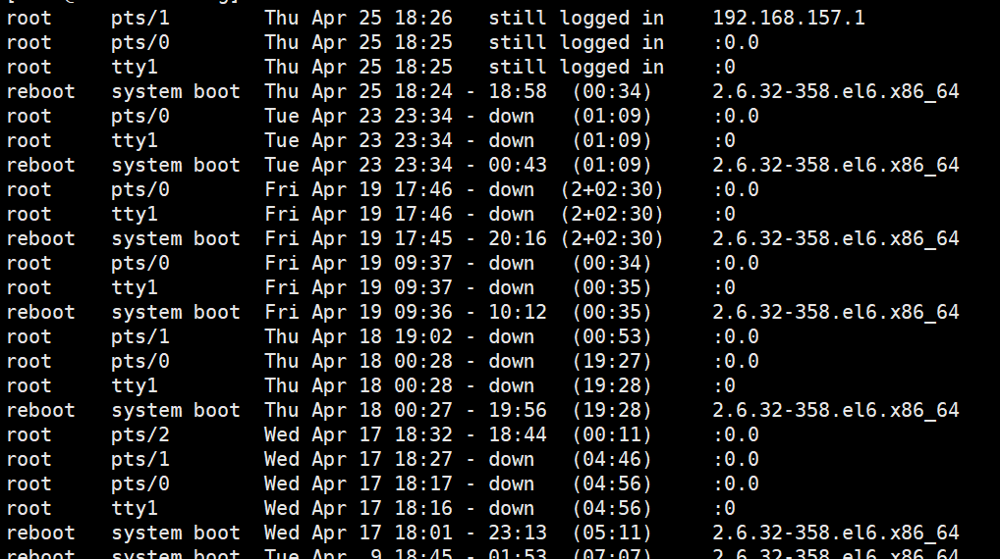 root     pts/1        Thu Apr 25 18:26   still logged in    192.168.157.1
root     pts/0        Thu Apr 25 18:25   still logged in    :0.0
root     tty1         Thu Apr 25 18:25   still logged in    :0
reboot   system boot  Thu Apr 25 18:24 - 18:58  (00:34)     2.6.32-358.el6.x86_64
root     pts/0        Tue Apr 23 23:34 - down   (01:09)     :0.0
root     tty1         Tue Apr 23 23:34 - down   (01:09)     :0
reboot   system boot  Tue Apr 23 23:34 - 00:43  (01:09)     2.6.32-358.el6.x86_64
root     pts/0        Fri Apr 19 17:46 - down  (2+02:30)    :0.0
root     tty1         Fri Apr 19 17:46 - down  (2+02:30)    :0
reboot   system boot  Fri Apr 19 17:45 - 20:16 (2+02:30)    2.6.32-358.el6.x86_64
root     pts/0        Fri Apr 19 09:37 - down   (00:34)     :0.0
root     tty1         Fri Apr 19 09:37 - down   (00:35)     :0
reboot   system boot  Fri Apr 19 09:36 - 10:12  (00:35)     2.6.32-358.el6.x86_64
root     pts/1        Thu Apr 18 19:02 - down   (00:53)     :0.0
root     pts/0        Thu Apr 18 00:28 - down   (19:27)     :0.0
root     tty1         Thu Apr 18 00:28 - down   (19:28)     :0
reboot   system boot  Thu Apr 18 00:27 - 19:56  (19:28)     2.6.32-358.el6.x86_64
root     pts/2        Wed Apr 17 18:32 - 18:44  (00:11)     :0.0
root     pts/1        Wed Apr 17 18:27 - down   (04:46)     :0.0
root     pts/0        Wed Apr 17 18:17 - down   (04:56)     :0.0
root     tty1         Wed Apr 17 18:16 - down   (04:56)     :0
reboot   system boot  Wed Apr 17 18:01 - 23:13  (05:11)     2.6.32-358.el6.x86_64
reboot   system boot  Tue Apr  9 18:45 - 01:53  (07:07)     2.6.32-358.el6.x86_64